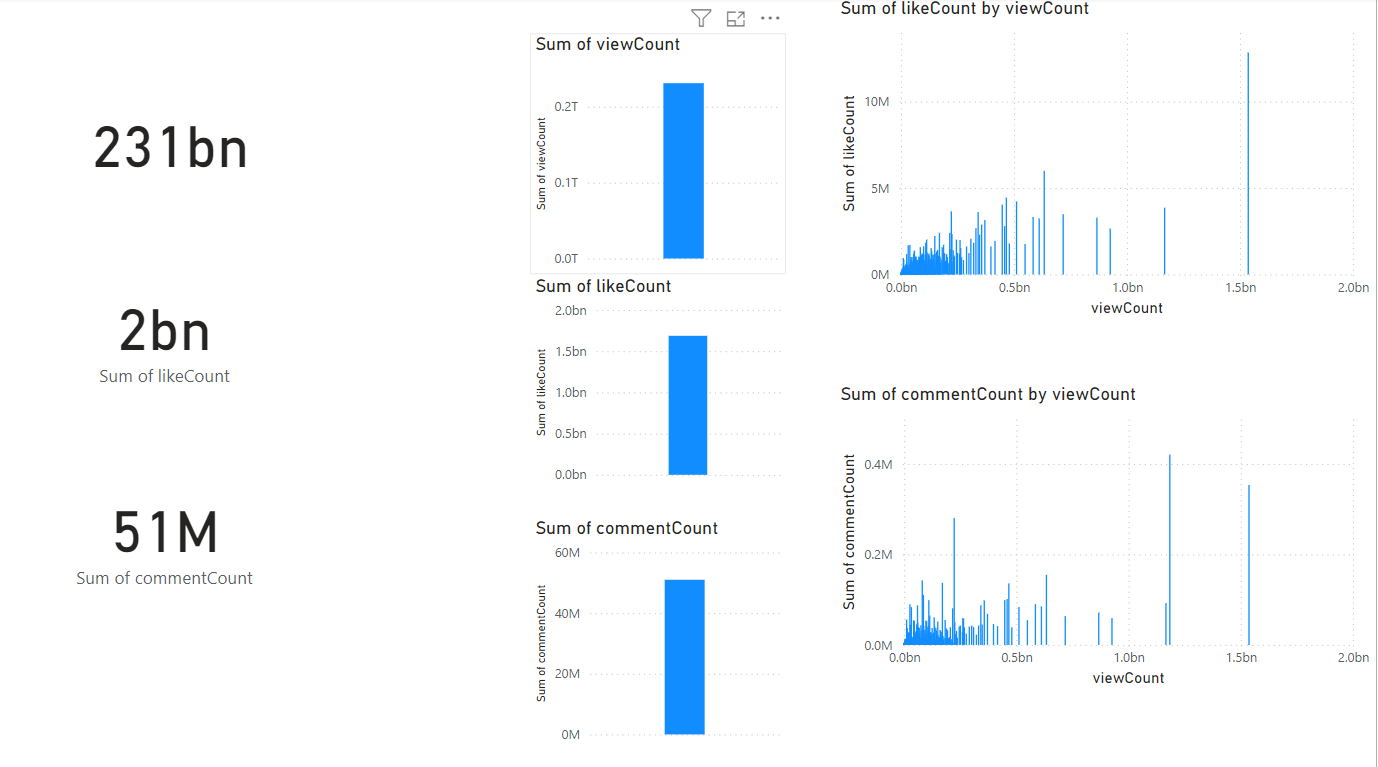 231bn
2bn
Sum of likeCount
51M
Sum of commentCount
Sum of viewCount
Sum of viewCount
0.2T
0.1T
0.0T
Sum of likeCount
Sum of likeCount
2.0bn
1.5bn
1.0bn
0.5bn
0.0bn
Sum of commentCount
Sum of commentCount
60M
40M
20M
0M
Sum of likeCount by viewCount
Sum of likeCount
10M
5M
0M
0.0bn 0.5bn 1.0bn 1.5bn 2.0bn
viewCount
Sum of commentCount by viewCount
Sum of commentCount
0.4M
0.2M
0.0M
0.0bn 0.5bn 1.0bn 1.5bn 2.0bn
viewCount